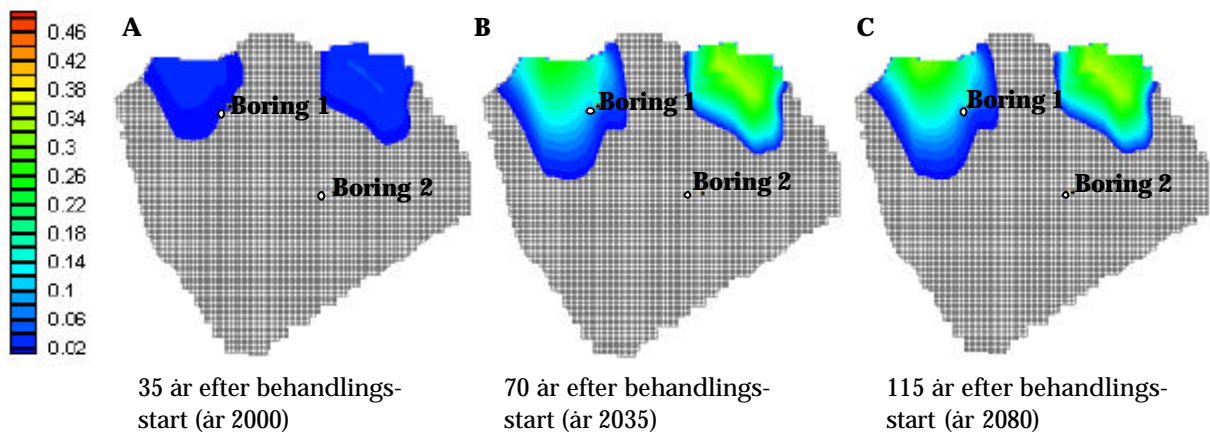 A
B
C
0.46
0.42
0.38
0.34
0.3
0.26
0.22
0.18
0.14
0.1
0.06
0.02
Boring 1
Boring 2
Boring 1
Boring 2
Boring 1
Boring 2
35 år efter behandlings-
start (år 2000)
70 år efter behandlings-
start (år 2035)
115 år efter behandlings-
start (år 2080)